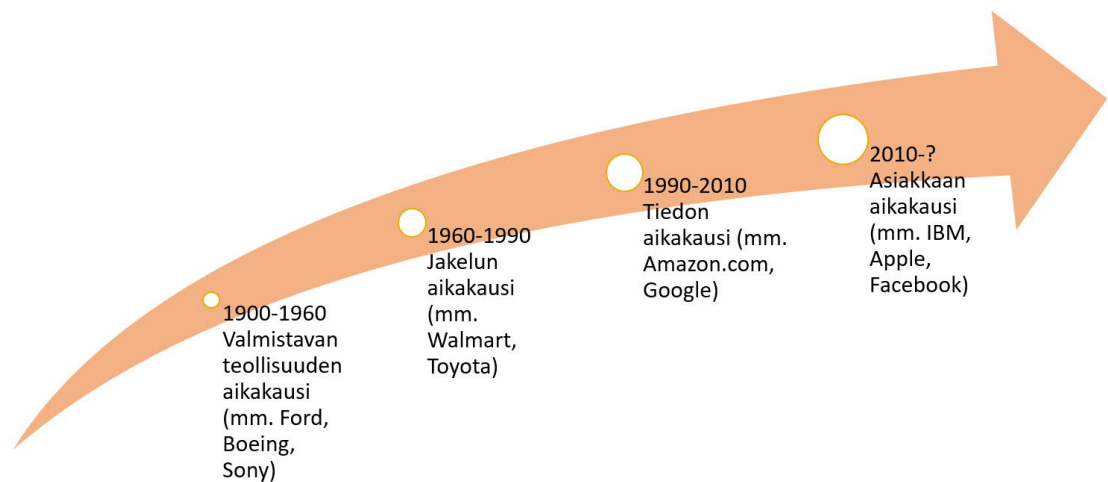 1900-1960
Valmistavan
teollisuuden
aikakausi
(mm. Ford,
Boeing,
Sony)
1960-1990
Jakelun
aikakausi
(mm.
Walmart,
Toyota)
1990-2010
Tiedon
aikakausi (mm.
Amazon.com,
Google)
2010-?
Asiakkaan
aikakausi
(mm. IBM,
Apple,
Facebook)